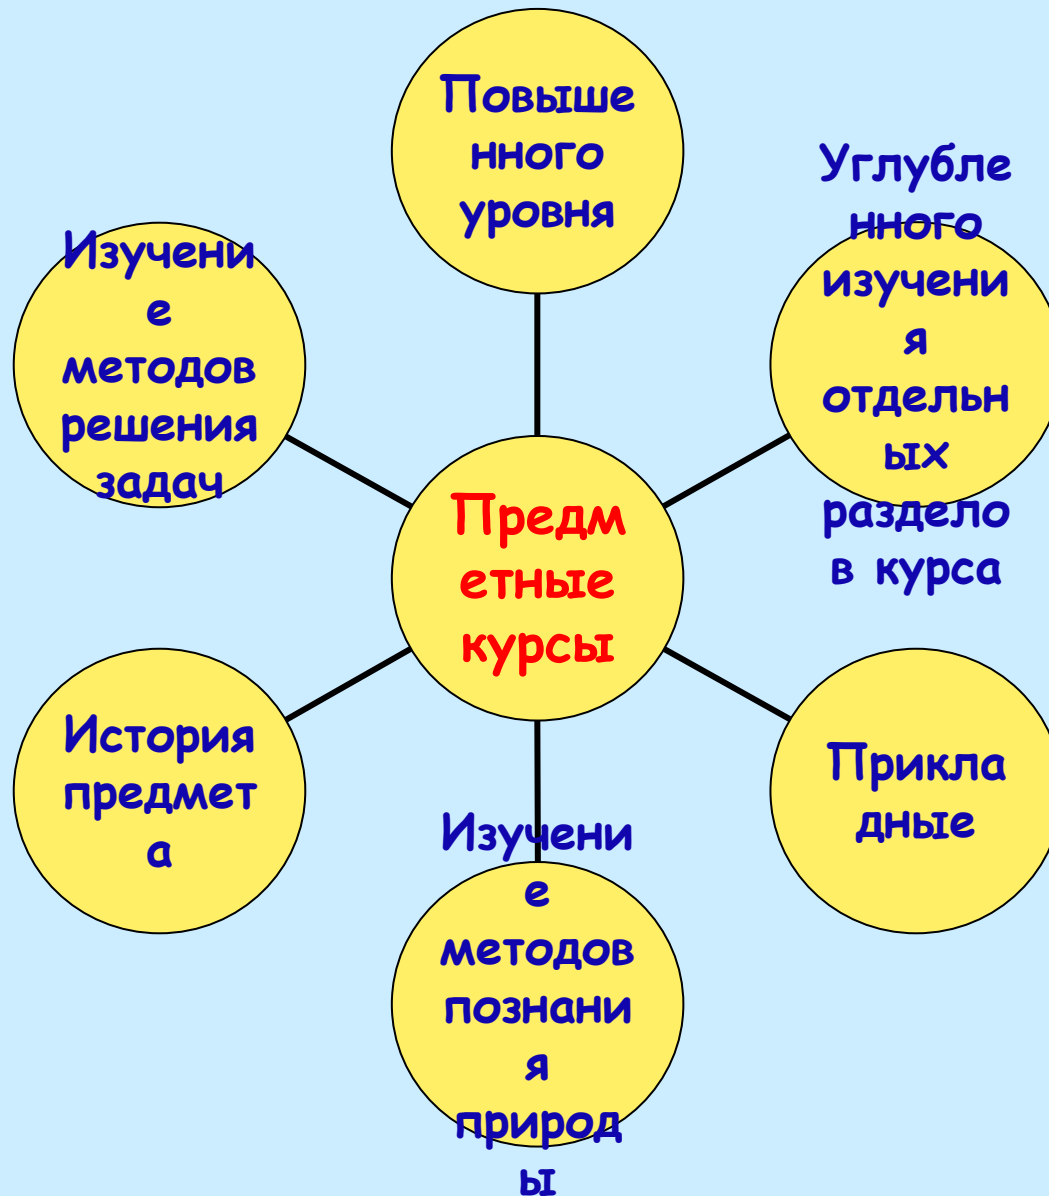 Повыше
нного
уровня
Углубле
нного
изучени
я
отдельн
ых
раздело
в курса
Изучени
е
методов
решения
задач
Предм
етные
курсы
История
предмет
а
Прикла
дные
Изучени
е
методов
познани
я
природ
ы